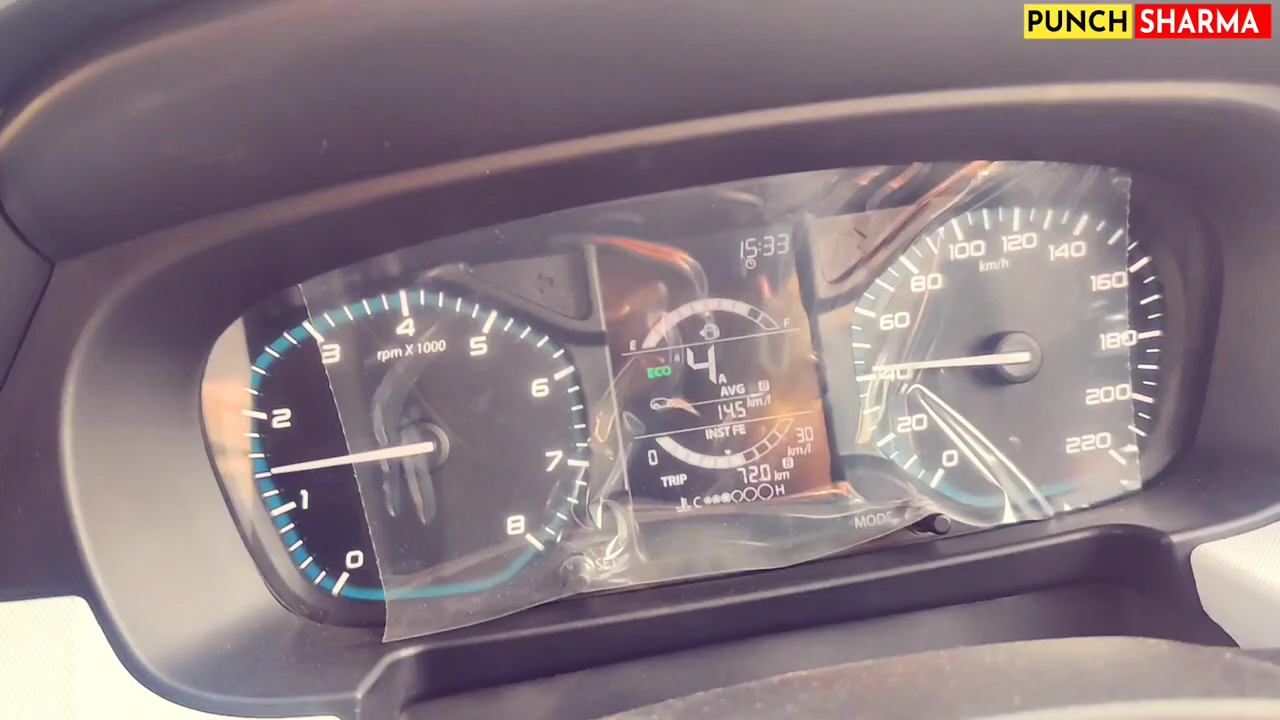 PUNCH SHARMA
15:33
0 1 2 3 4 5 6 7 8
rpm X 1000
E F
ECO
4 A
AVG B
14.5 km/l
INST FE
0 30
km/l
TRIP B
72.0 km
C H
SET
MODE
0 20 40 60 80 100 120 140 160 180 200 220
km/h